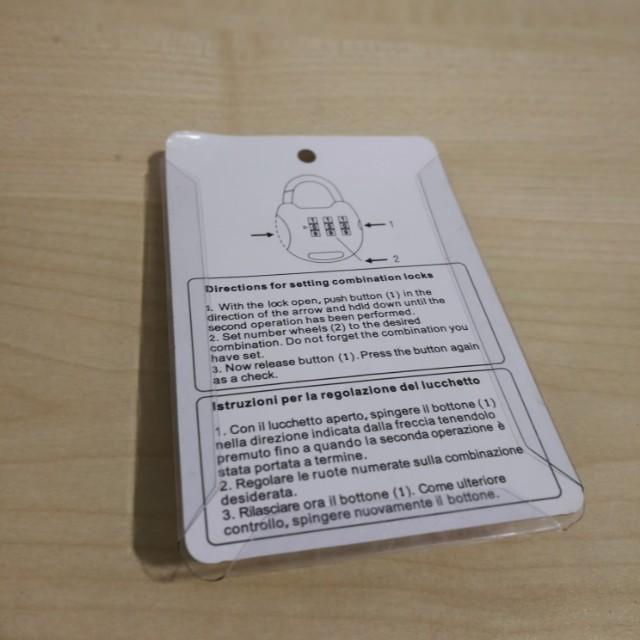 1
2
Directions for setting combination locks
1. With the lock open, push button (1) in the
direction of the arrow and hdld down until the
second operation has been performed.
2. Set number wheels (2) to the desired
combination. Do not forget the combination you
have set.
3. Now release button (1). Press the button again
as a check.
Istruzioni per la regolazione del lucchetto
1. Con il lucchetto aperto, spingere il bottone (1)
nella direzione indicata dalla freccia tenendolo
premuto fino a quando la seconda operazione è
stata portata a termine.
2. Regolare le ruote numerate sulla combinazione
desiderata.
3. Rilasciare ora il bottone (1). Come ulteriore
controllo, spingere nuovamente il bottone.